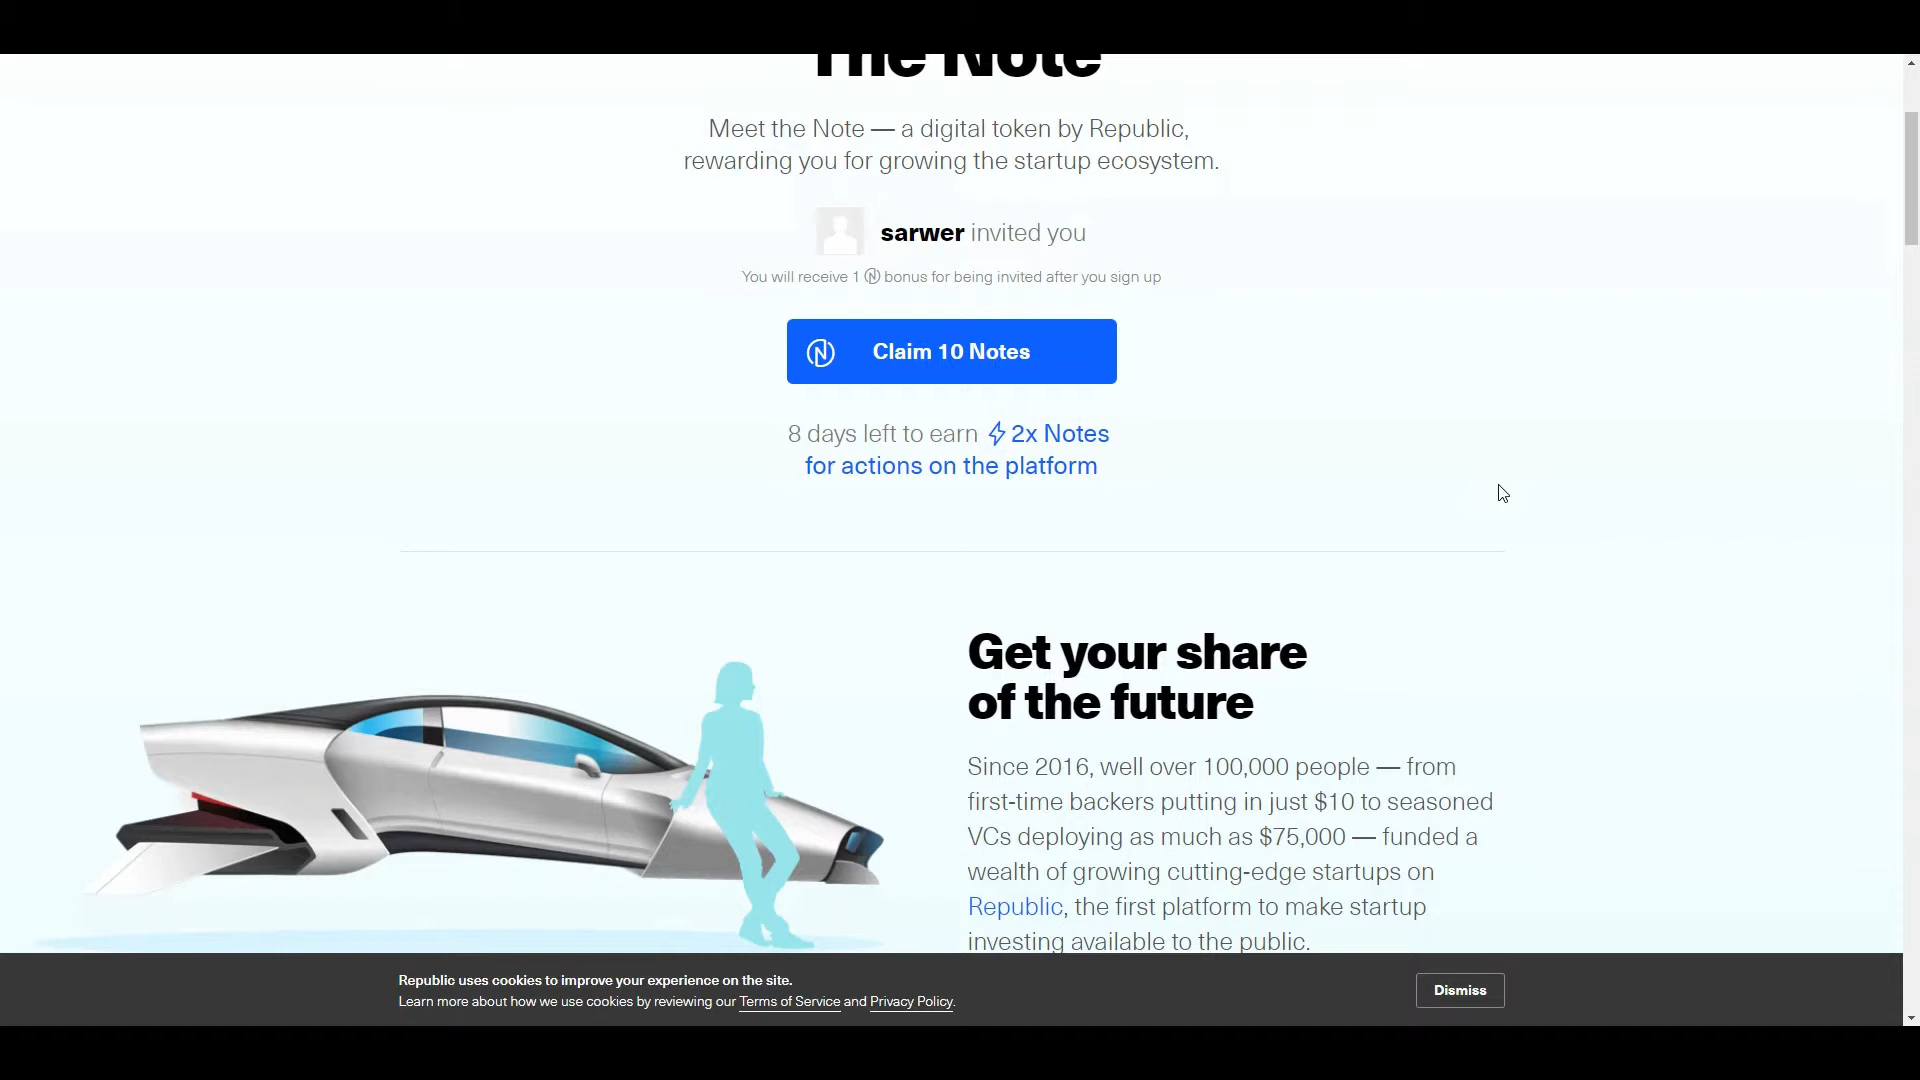 The Note
Meet the Note — a digital token by Republic,
rewarding you for growing the startup ecosystem.
sarwer invited you
You will receive 1 N bonus for being invited after you sign up
N Claim 10 Notes
8 days left to earn 2x Notes
for actions on the platform
Get your share
of the future
Since 2016, well over 100,000 people — from
first-time backers putting in just $10 to seasoned
VCs deploying as much as $75,000 — funded a
wealth of growing cutting-edge startups on
Republic, the first platform to make startup
investing available to the public.
Republic uses cookies to improve your experience on the site.
Learn more about how we use cookies by reviewing our Terms of Service and Privacy Policy.
Dismiss